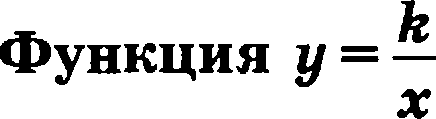 Функция y = k/x